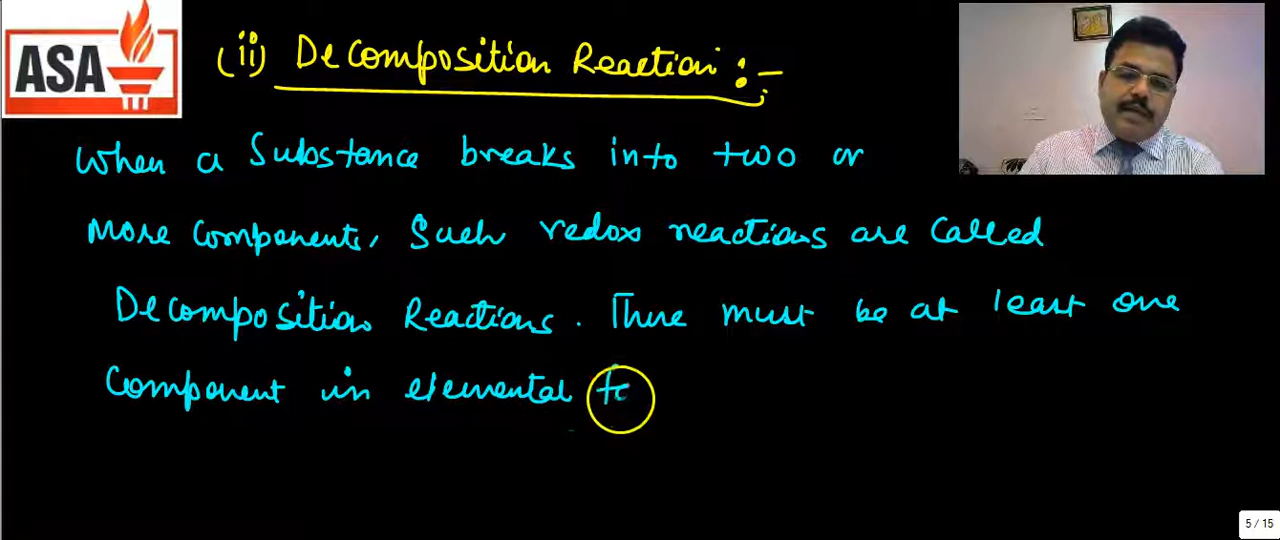 ASA
(ii) Decomposition Reaction :-
When a Substance breaks into two or
more components, Such redox reactions are called
Decomposition Reactions. There must be at least one
Component in elemental fo
5 / 15